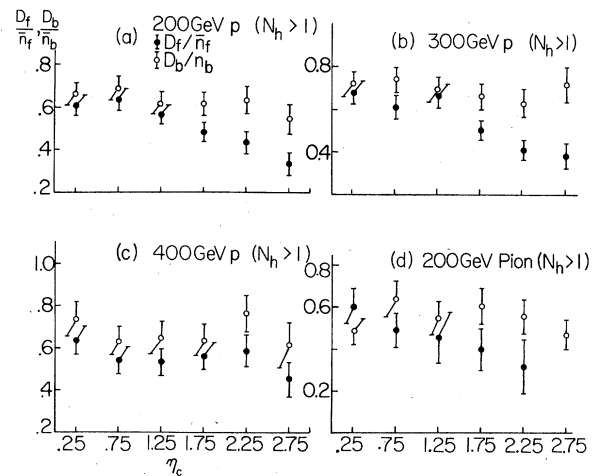 D_f/n̄_f, D_b/n̄_b
(a) 200GeV p (N_h>1)
● D_f/n̄_f
○ D_b/n_b
.8
.6
.4
.2
(b) 300GeV p (N_h>1)
0.8
0.4
(c) 400GeV p (N_h>1)
1.0
.8
.6
.4
.2
(d) 200GeV Pion (N_h>1)
0.8
0.6
0.2
.25 .75 1.25 1.75 2.25 2.75
η_c
.25 .75 1.25 1.75 2.25 2.75